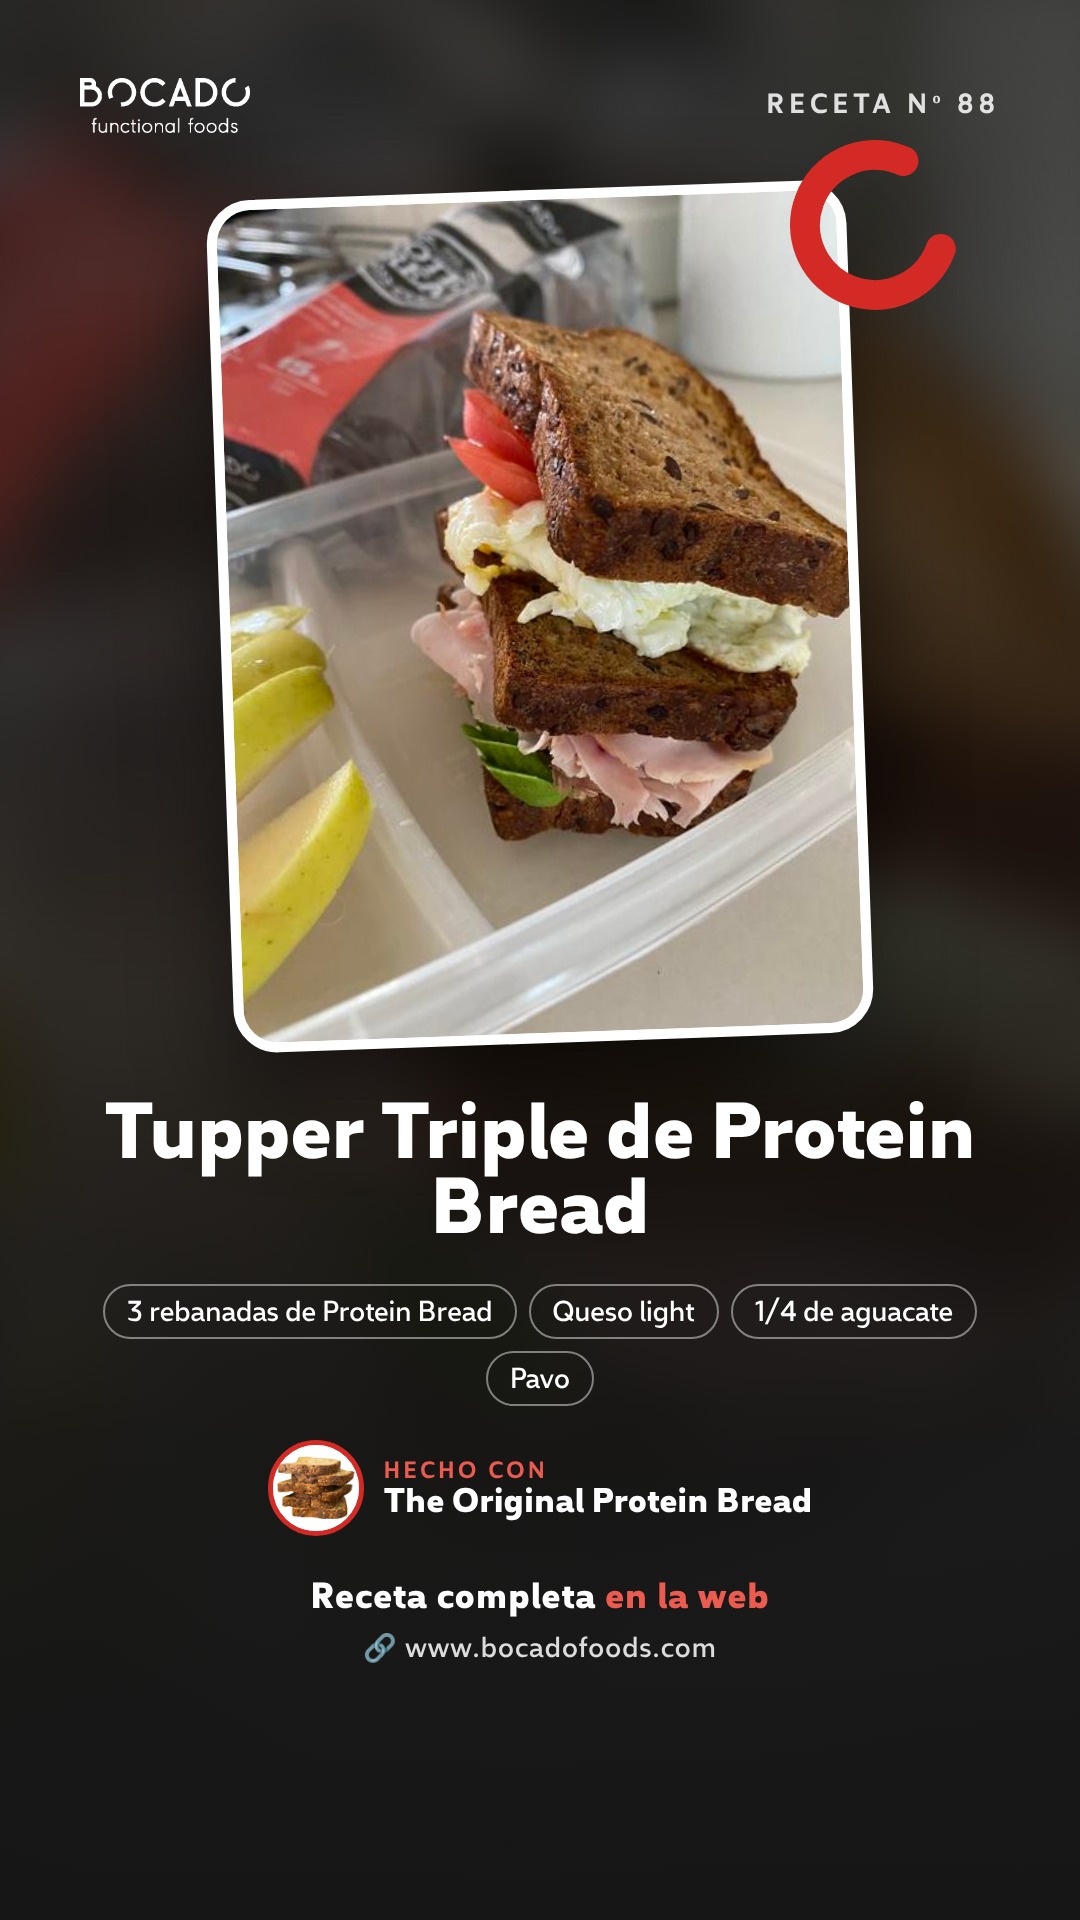 BOCADO
functional foods
RECETA Nº 88
Tupper Triple de Protein
Bread
3 rebanadas de Protein Bread
Queso light
1/4 de aguacate
Pavo
HECHO CON
The Original Protein Bread
Receta completa en la web
www.bocadofoods.com